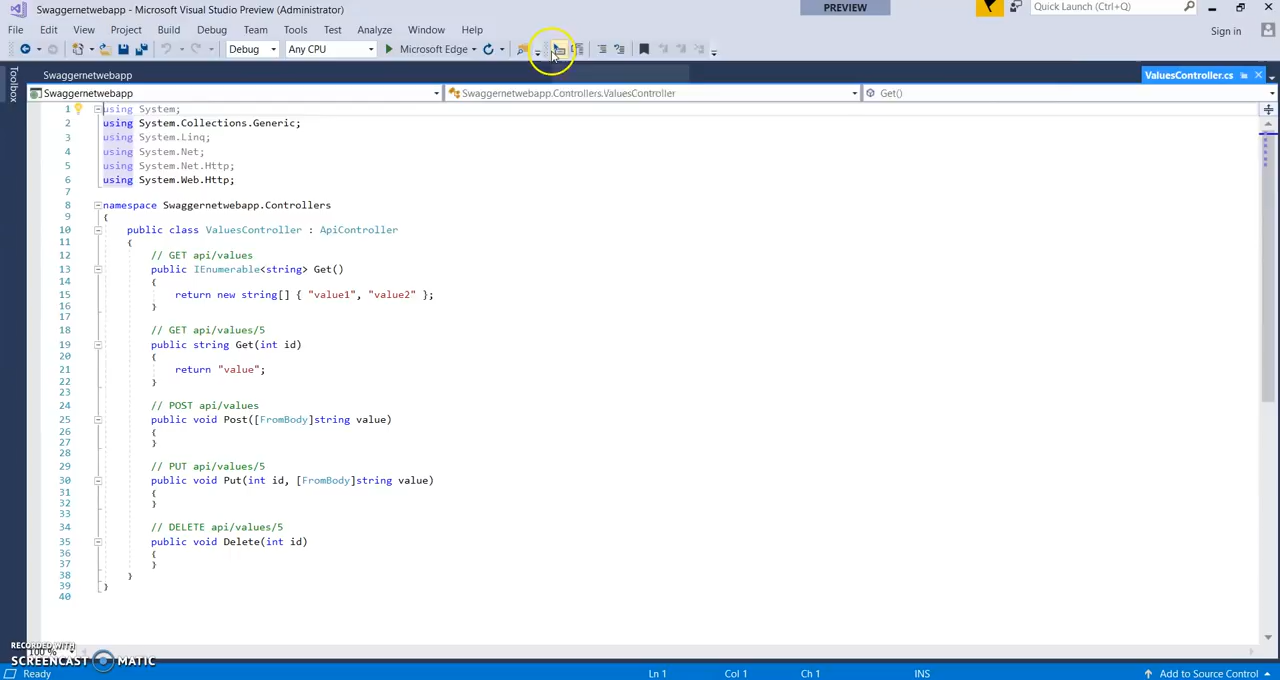 Swaggernetwebapp - Microsoft Visual Studio Preview (Administrator)
PREVIEW
Quick Launch (Ctrl+Q)
File Edit View Project Build Debug Team Tools Test Analyze Window Help
Sign in
Debug Any CPU Microsoft Edge
Toolbox
Swaggernetwebapp
ValuesController.cs
Swaggernetwebapp Swaggernetwebapp.Controllers.ValuesController Get()
1 using System;
2 using System.Collections.Generic;
3 using System.Linq;
4 using System.Net;
5 using System.Net.Http;
6 using System.Web.Http;
7
8 namespace Swaggernetwebapp.Controllers
9 {
10 public class ValuesController : ApiController
11 {
12 // GET api/values
13 public IEnumerable<string> Get()
14 {
15 return new string[] { "value1", "value2" };
16 }
17
18 // GET api/values/5
19 public string Get(int id)
20 {
21 return "value";
22 }
23
24 // POST api/values
25 public void Post([FromBody]string value)
26 {
27 }
28
29 // PUT api/values/5
30 public void Put(int id, [FromBody]string value)
31 {
32 }
33
34 // DELETE api/values/5
35 public void Delete(int id)
36 {
37 }
38 }
39 }
40
RECORDED WITH
SCREENCAST MATIC
100 %
Ready Ln 1 Col 1 Ch 1 INS Add to Source Control